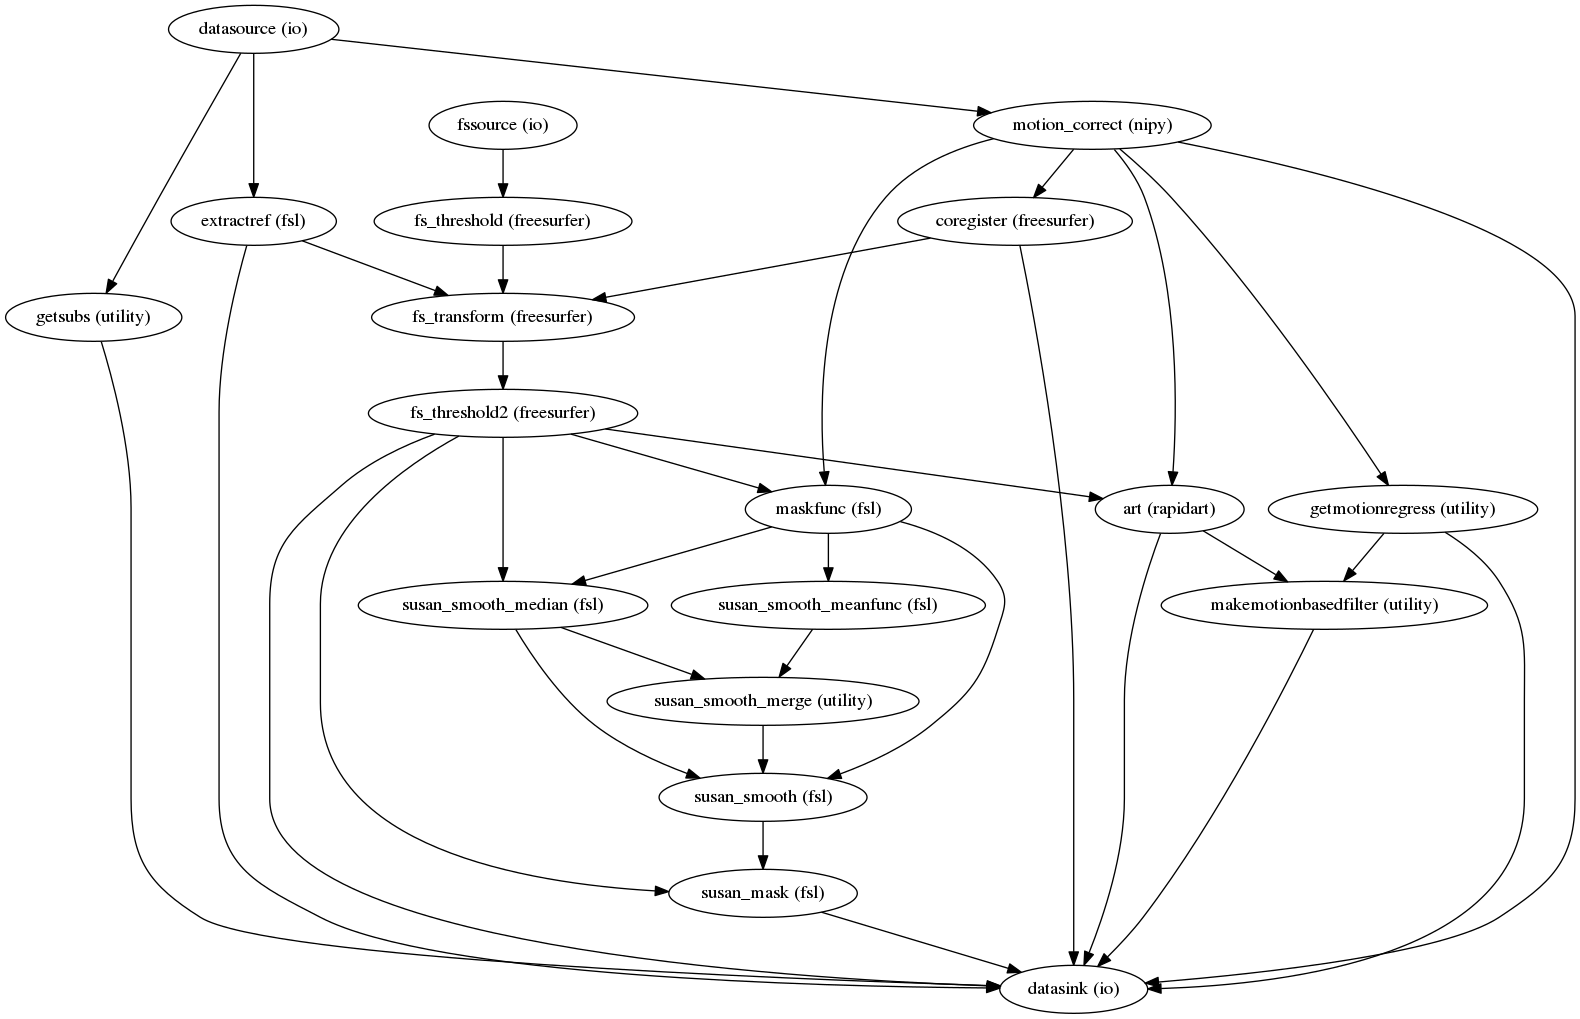 datasource (io)
fssource (io)
motion_correct (nipy)
extractref (fsl)
fs_threshold (freesurfer)
coregister (freesurfer)
getsubs (utility)
fs_transform (freesurfer)
fs_threshold2 (freesurfer)
maskfunc (fsl)
art (rapidart)
getmotionregress (utility)
susan_smooth_median (fsl)
susan_smooth_meanfunc (fsl)
makemotionbasedfilter (utility)
susan_smooth_merge (utility)
susan_smooth (fsl)
susan_mask (fsl)
datasink (io)